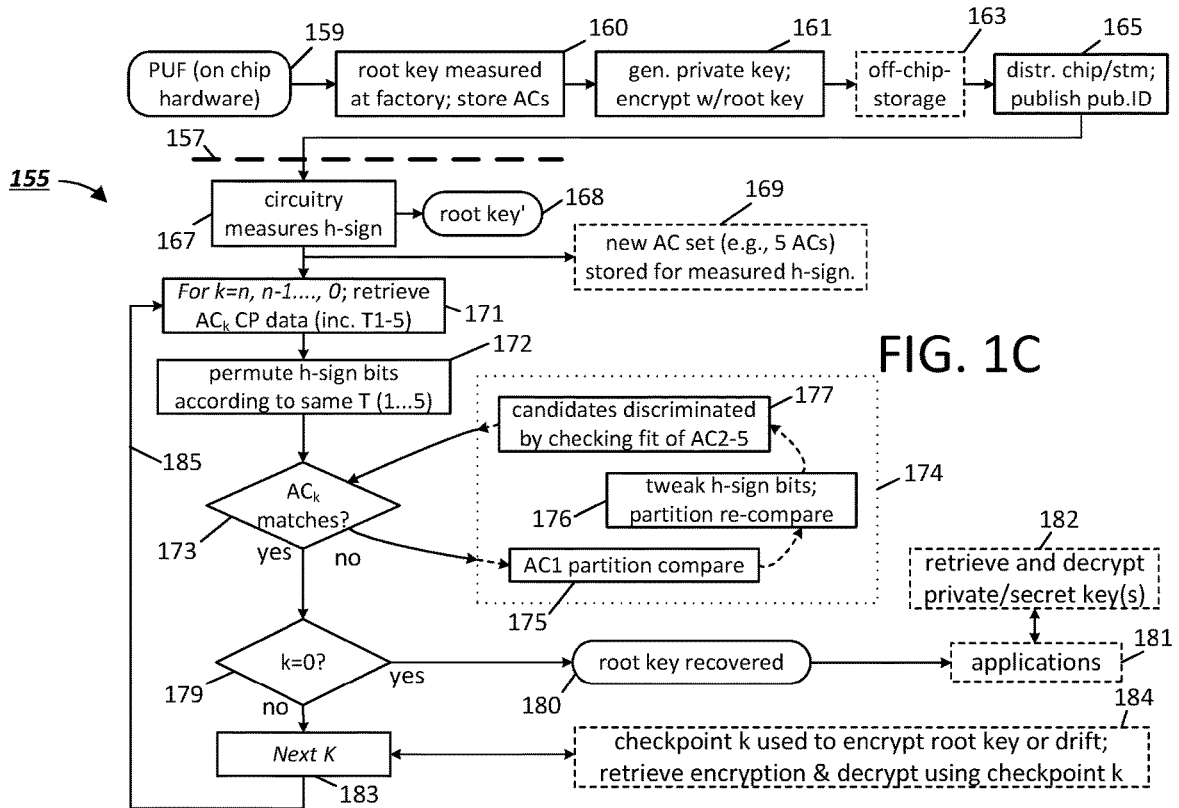 159
160
161
163
165
PUF (on chip
hardware)
root key measured
at factory; store ACs
gen. private key;
encrypt w/root key
off-chip-
storage
distr. chip/stm;
publish pub.ID
157
155
circuitry
measures h-sign
167
root key'
168
169
new AC set (e.g., 5 ACs)
stored for measured h-sign.
For k=n, n-1...., 0; retrieve
ACk CP data (inc. T1-5)
171
172
permute h-sign bits
according to same T (1...5)
FIG. 1C
177
candidates discriminated
by checking fit of AC2-5
174
176
tweak h-sign bits;
partition re-compare
185
ACk
matches?
173
yes
no
AC1 partition compare
175
182
retrieve and decrypt
private/secret key(s)
k=0?
179
yes
no
root key recovered
180
applications
181
184
Next K
183
checkpoint k used to encrypt root key or drift;
retrieve encryption & decrypt using checkpoint k